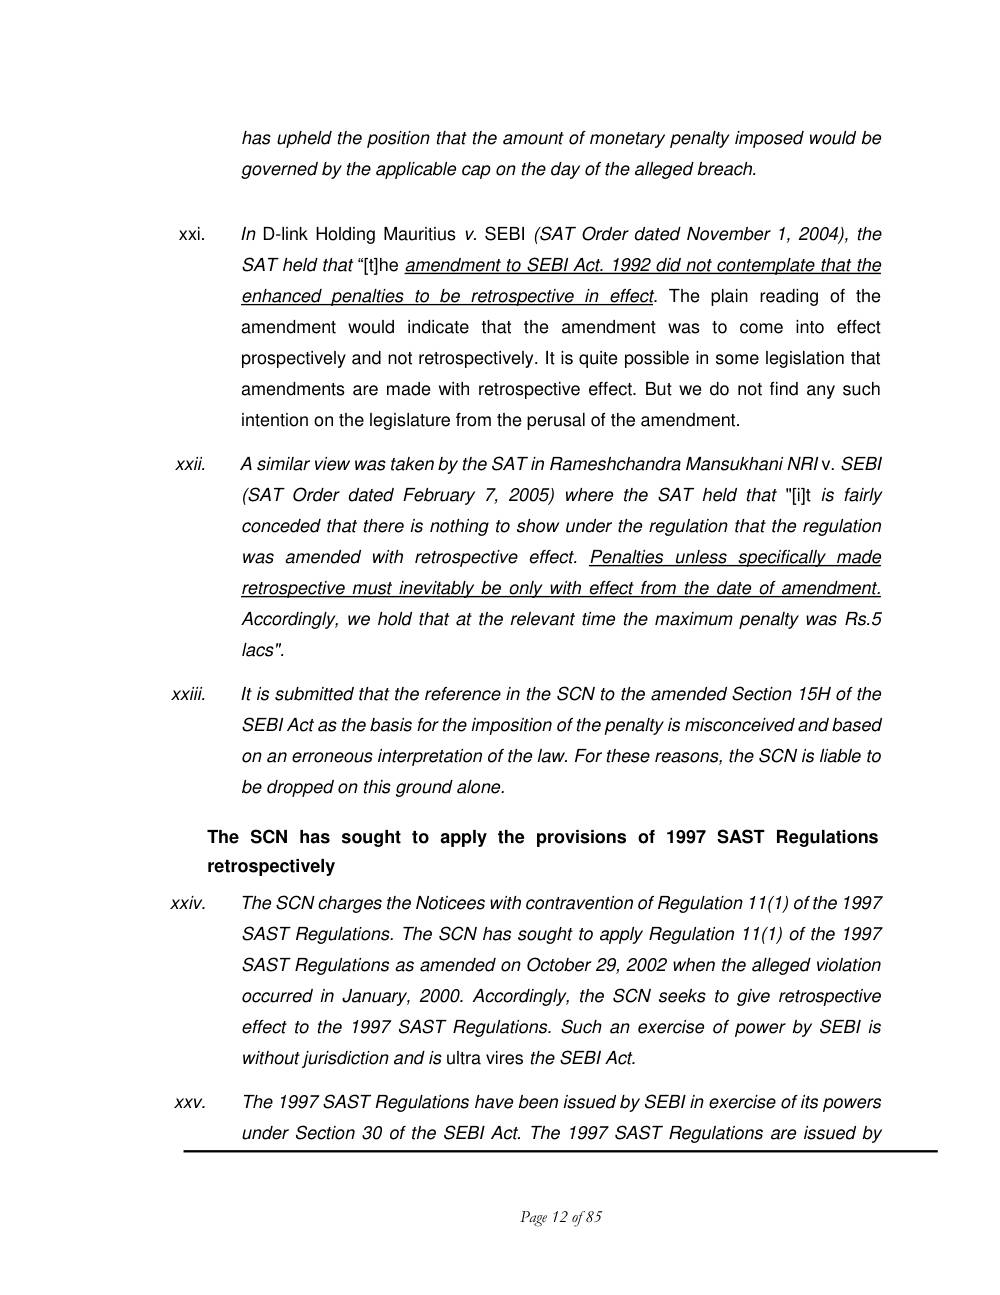 has upheld the position that the amount of monetary penalty imposed would be
governed by the applicable cap on the day of the alleged breach.
xxi. In D-link Holding Mauritius v. SEBI (SAT Order dated November 1, 2004), the
SAT held that “[t]he amendment to SEBI Act. 1992 did not contemplate that the
enhanced penalties to be retrospective in effect. The plain reading of the
amendment would indicate that the amendment was to come into effect
prospectively and not retrospectively. It is quite possible in some legislation that
amendments are made with retrospective effect. But we do not find any such
intention on the legislature from the perusal of the amendment.
xxii. A similar view was taken by the SAT in Rameshchandra Mansukhani NRI v. SEBI
(SAT Order dated February 7, 2005) where the SAT held that "[i]t is fairly
conceded that there is nothing to show under the regulation that the regulation
was amended with retrospective effect. Penalties unless specifically made
retrospective must inevitably be only with effect from the date of amendment.
Accordingly, we hold that at the relevant time the maximum penalty was Rs.5
lacs".
xxiii. It is submitted that the reference in the SCN to the amended Section 15H of the
SEBI Act as the basis for the imposition of the penalty is misconceived and based
on an erroneous interpretation of the law. For these reasons, the SCN is liable to
be dropped on this ground alone.
The SCN has sought to apply the provisions of 1997 SAST Regulations
retrospectively
xxiv. The SCN charges the Noticees with contravention of Regulation 11(1) of the 1997
SAST Regulations. The SCN has sought to apply Regulation 11(1) of the 1997
SAST Regulations as amended on October 29, 2002 when the alleged violation
occurred in January, 2000. Accordingly, the SCN seeks to give retrospective
effect to the 1997 SAST Regulations. Such an exercise of power by SEBI is
without jurisdiction and is ultra vires the SEBI Act.
xxv. The 1997 SAST Regulations have been issued by SEBI in exercise of its powers
under Section 30 of the SEBI Act. The 1997 SAST Regulations are issued by
Page 12 of 85